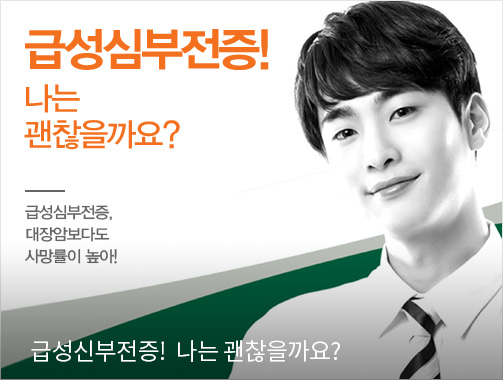 급성심부전증!
나는
괜찮을까요?
급성심부전증,
대장암보다도
사망률이 높아!
급성신부전증! 나는 괜찮을까요?